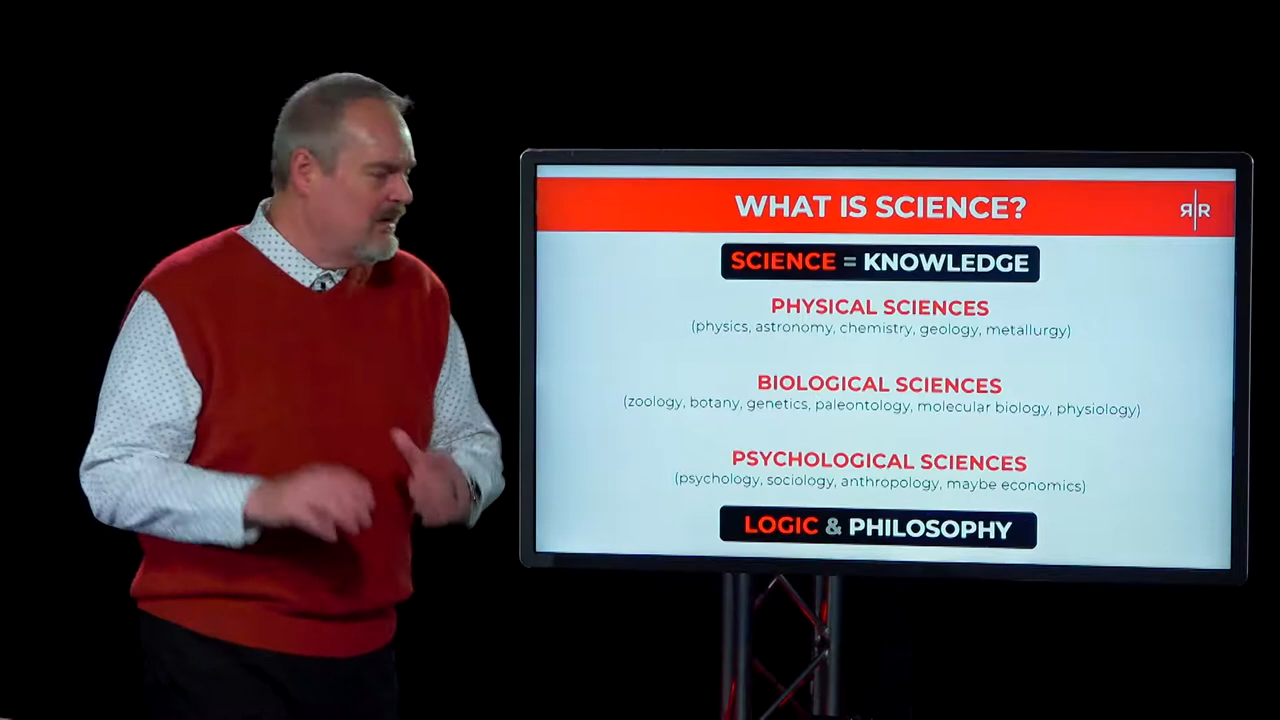 WHAT IS SCIENCE?
ЯR
SCIENCE = KNOWLEDGE
PHYSICAL SCIENCES
(physics, astronomy, chemistry, geology, metallurgy)
BIOLOGICAL SCIENCES
(zoology, botany, genetics, paleontology, molecular biology, physiology)
PSYCHOLOGICAL SCIENCES
(psychology, sociology, anthropology, maybe economics)
LOGIC & PHILOSOPHY